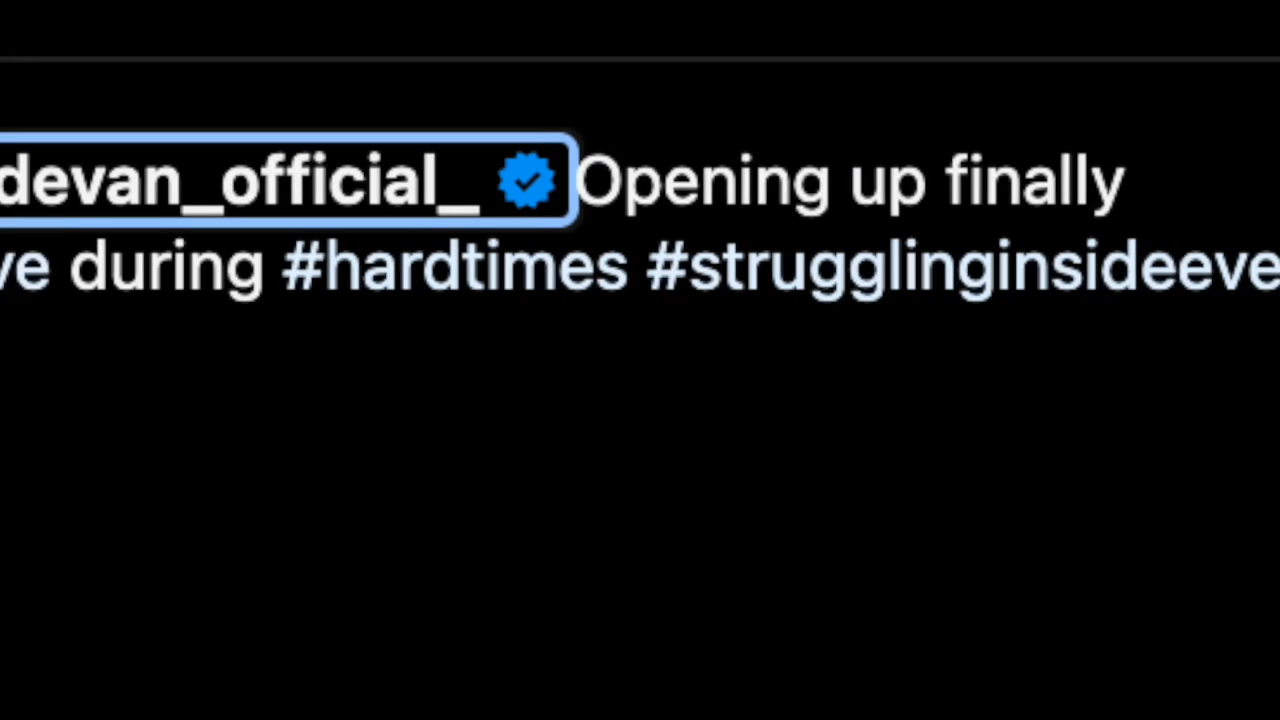 devan_official_ Opening up finally
ve during #hardtimes #strugglinginsideeve